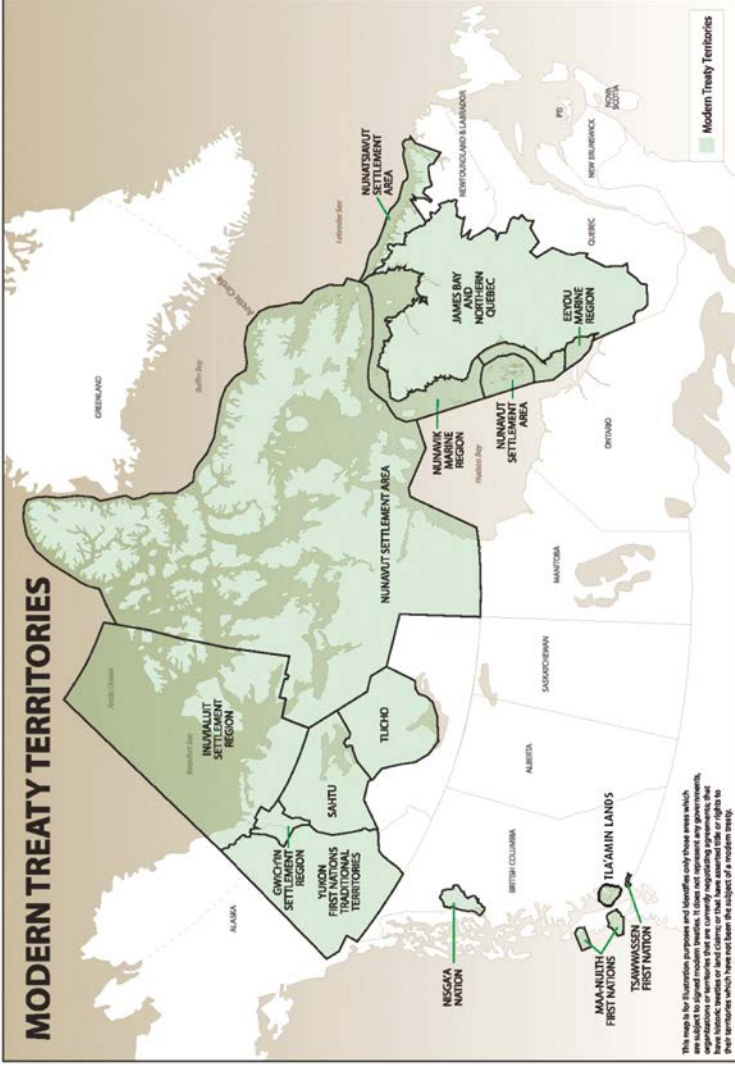 MODERN TREATY TERRITORIES
GREENLAND
Baffin Bay
Arctic Circle
Labrador Sea
NUNATSIAVUT
SETTLEMENT
AREA
Arctic Ocean
Beaufort Sea
INUVIALUIT
SETTLEMENT
REGION
ALASKA
GWICH'IN
SETTLEMENT
REGION
YUKON
FIRST NATIONS
TRADITIONAL
TERRITORIES
SAHTU
TLICHO
NUNAVUT SETTLEMENT AREA
NUNAVIK
MARINE
REGION
Hudson Bay
NUNAVUT
SETTLEMENT
AREA
JAMES BAY
AND
NORTHERN
QUEBEC
EEYOU
MARINE
REGION
NEWFOUNDLAND & LABRADOR
QUEBEC
PEI
NEW BRUNSWICK
NOVA
SCOTIA
NISGA'A
NATION
BRITISH COLUMBIA
ALBERTA
SASKATCHEWAN
MANITOBA
ONTARIO
MAA-NULTH
FIRST NATIONS
TLA'AMIN LANDS
TSAWWASSEN
FIRST NATION
This map is for illustration purposes and identifies only those areas which
are subject to signed modern treaties. It does not represent any governments,
organizations or territories that are currently negotiating agreements; that
have historic treaties or land claims; or that have asserted title or rights to
their territories which have not been the subject of a modern treaty.
Modern Treaty Territories